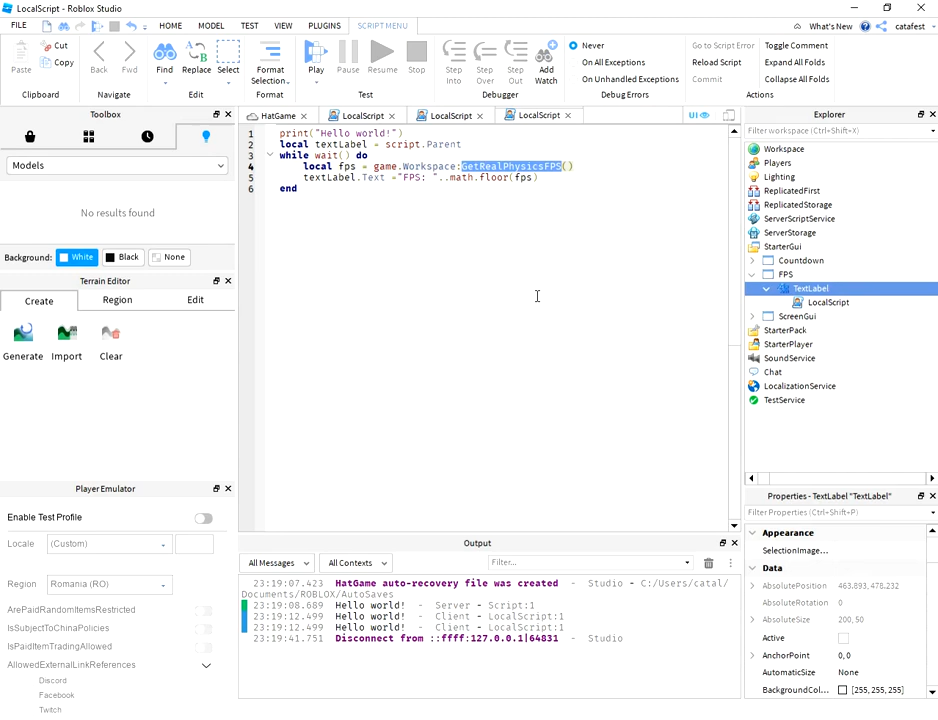 LocalScript - Roblox Studio
FILE HOME MODEL TEST VIEW PLUGINS SCRIPT MENU What's New catafest
Paste Cut Copy Back Fwd Find Replace Select Format Selection Play Pause Resume Stop Step Into Step Over Step Out Add Watch
Never
On All Exceptions
On Unhandled Exceptions
Go to Script Error
Reload Script
Commit
Toggle Comment
Expand All Folds
Collapse All Folds
Clipboard Navigate Edit Format Test Debugger Debug Errors Actions
Toolbox
Models
No results found
Background: White Black None
Terrain Editor
Create Region Edit
Generate Import Clear
Player Emulator
Enable Test Profile
Locale (Custom)
Region Romania (RO)
ArePaidRandomItemsRestricted
IsSubjectToChinaPolicies
IsPaidItemTradingAllowed
AllowedExternalLinkReferences
Discord
Facebook
Twitch
HatGame LocalScript LocalScript LocalScript UI
1 print("Hello world!")
2 local textLabel = script.Parent
3 while wait() do
4 local fps = game.Workspace:GetRealPhysicsFPS()
5 textLabel.Text ="FPS: "..math.floor(fps)
6 end
Output
All Messages All Contexts Filter...
23:19:07.423 HatGame auto-recovery file was created - Studio - C:/Users/catal/
Documents/ROBLOX/AutoSaves
23:19:08.689 Hello world! - Server - Script:1
23:19:12.499 Hello world! - Client - LocalScript:1
23:19:12.499 Hello world! - Client - LocalScript:1
23:19:41.751 Disconnect from ::ffff:127.0.0.1|64831 - Studio
Explorer
Filter workspace (Ctrl+Shift+X)
Workspace
Players
Lighting
ReplicatedFirst
ReplicatedStorage
ServerScriptService
ServerStorage
StarterGui
Countdown
FPS
TextLabel
LocalScript
ScreenGui
StarterPack
StarterPlayer
SoundService
Chat
LocalizationService
TestService
Properties - TextLabel "TextLabel"
Filter Properties (Ctrl+Shift+P)
Appearance
SelectionImage...
Data
AbsolutePosition 463.893, 478.232
AbsoluteRotation 0
AbsoluteSize 200, 50
Active
AnchorPoint 0, 0
AutomaticSize None
BackgroundCol... [255, 255, 255]